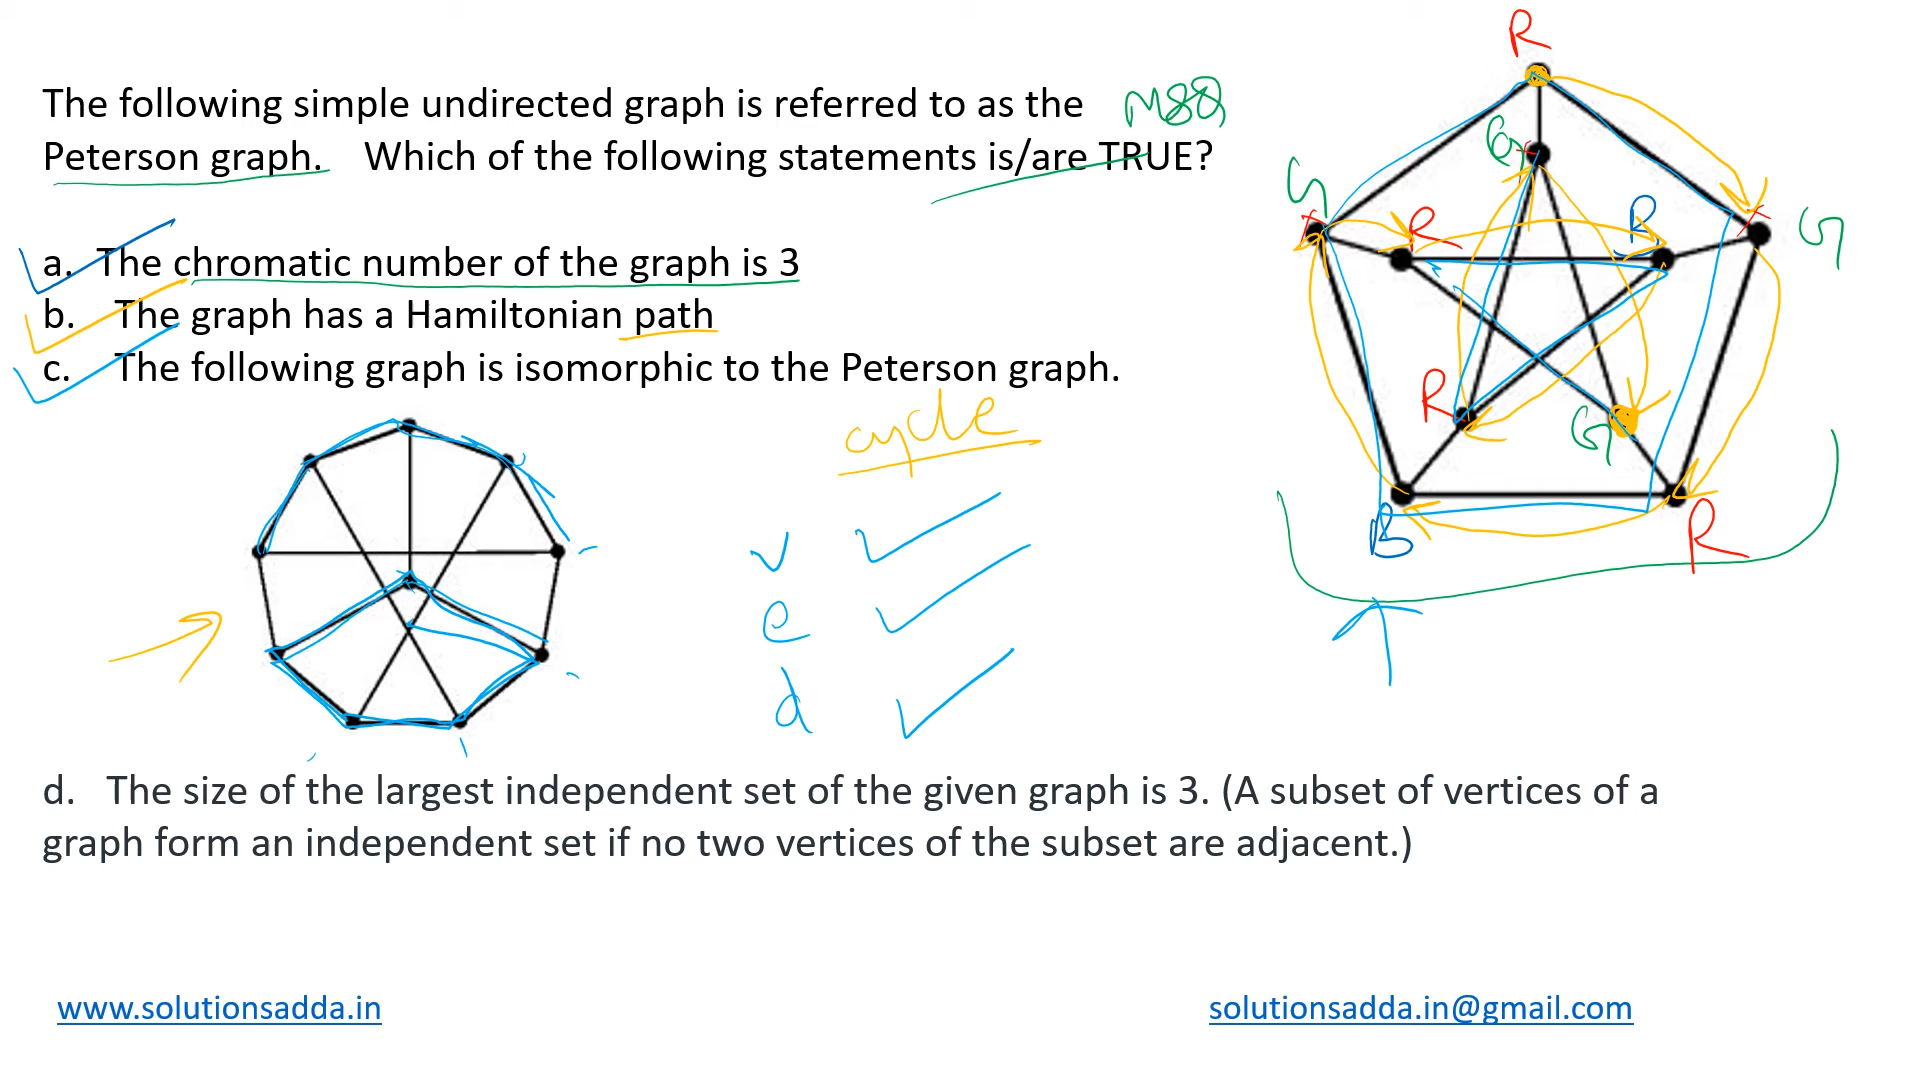 The following simple undirected graph is referred to as the MSQ
Peterson graph. Which of the following statements is/are TRUE?
a. The chromatic number of the graph is 3
b. The graph has a Hamiltonian path
c. The following graph is isomorphic to the Peterson graph.
cycle
v
e
d
R
G
G
R
B
G
R
G
B
R
d. The size of the largest independent set of the given graph is 3. (A subset of vertices of a
graph form an independent set if no two vertices of the subset are adjacent.)
www.solutionsadda.in
solutionsadda.in@gmail.com